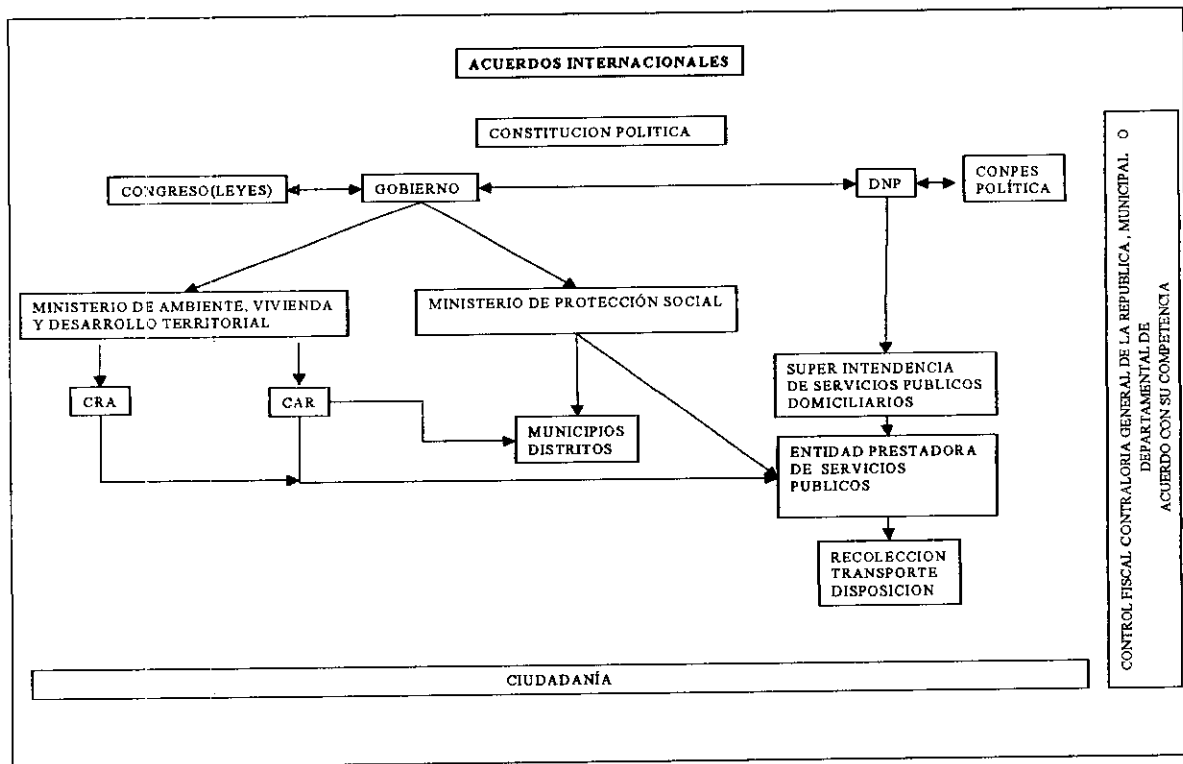 ACUERDOS INTERNACIONALES
CONSTITUCION POLITICA
CONGRESO(LEYES)
GOBIERNO
DNP
CONPES
POLÍTICA
MINISTERIO DE AMBIENTE, VIVIENDA
Y DESARROLLO TERRITORIAL
MINISTERIO DE PROTECCIÓN SOCIAL
SUPER INTENDENCIA
DE SERVICIOS PUBLICOS
DOMICILIARIOS
CRA
CAR
MUNICIPIOS
DISTRITOS
ENTIDAD PRESTADORA
DE SERVICIOS
PUBLICOS
RECOLECCION
TRANSPORTE
DISPOSICION
CIUDADANÍA
CONTROL FISCAL CONTRALORIA GENERAL DE LA REPUBLICA, MUNICIPAL O
DEPARTAMENTAL DE
ACUERDO CON SU COMPETENCIA